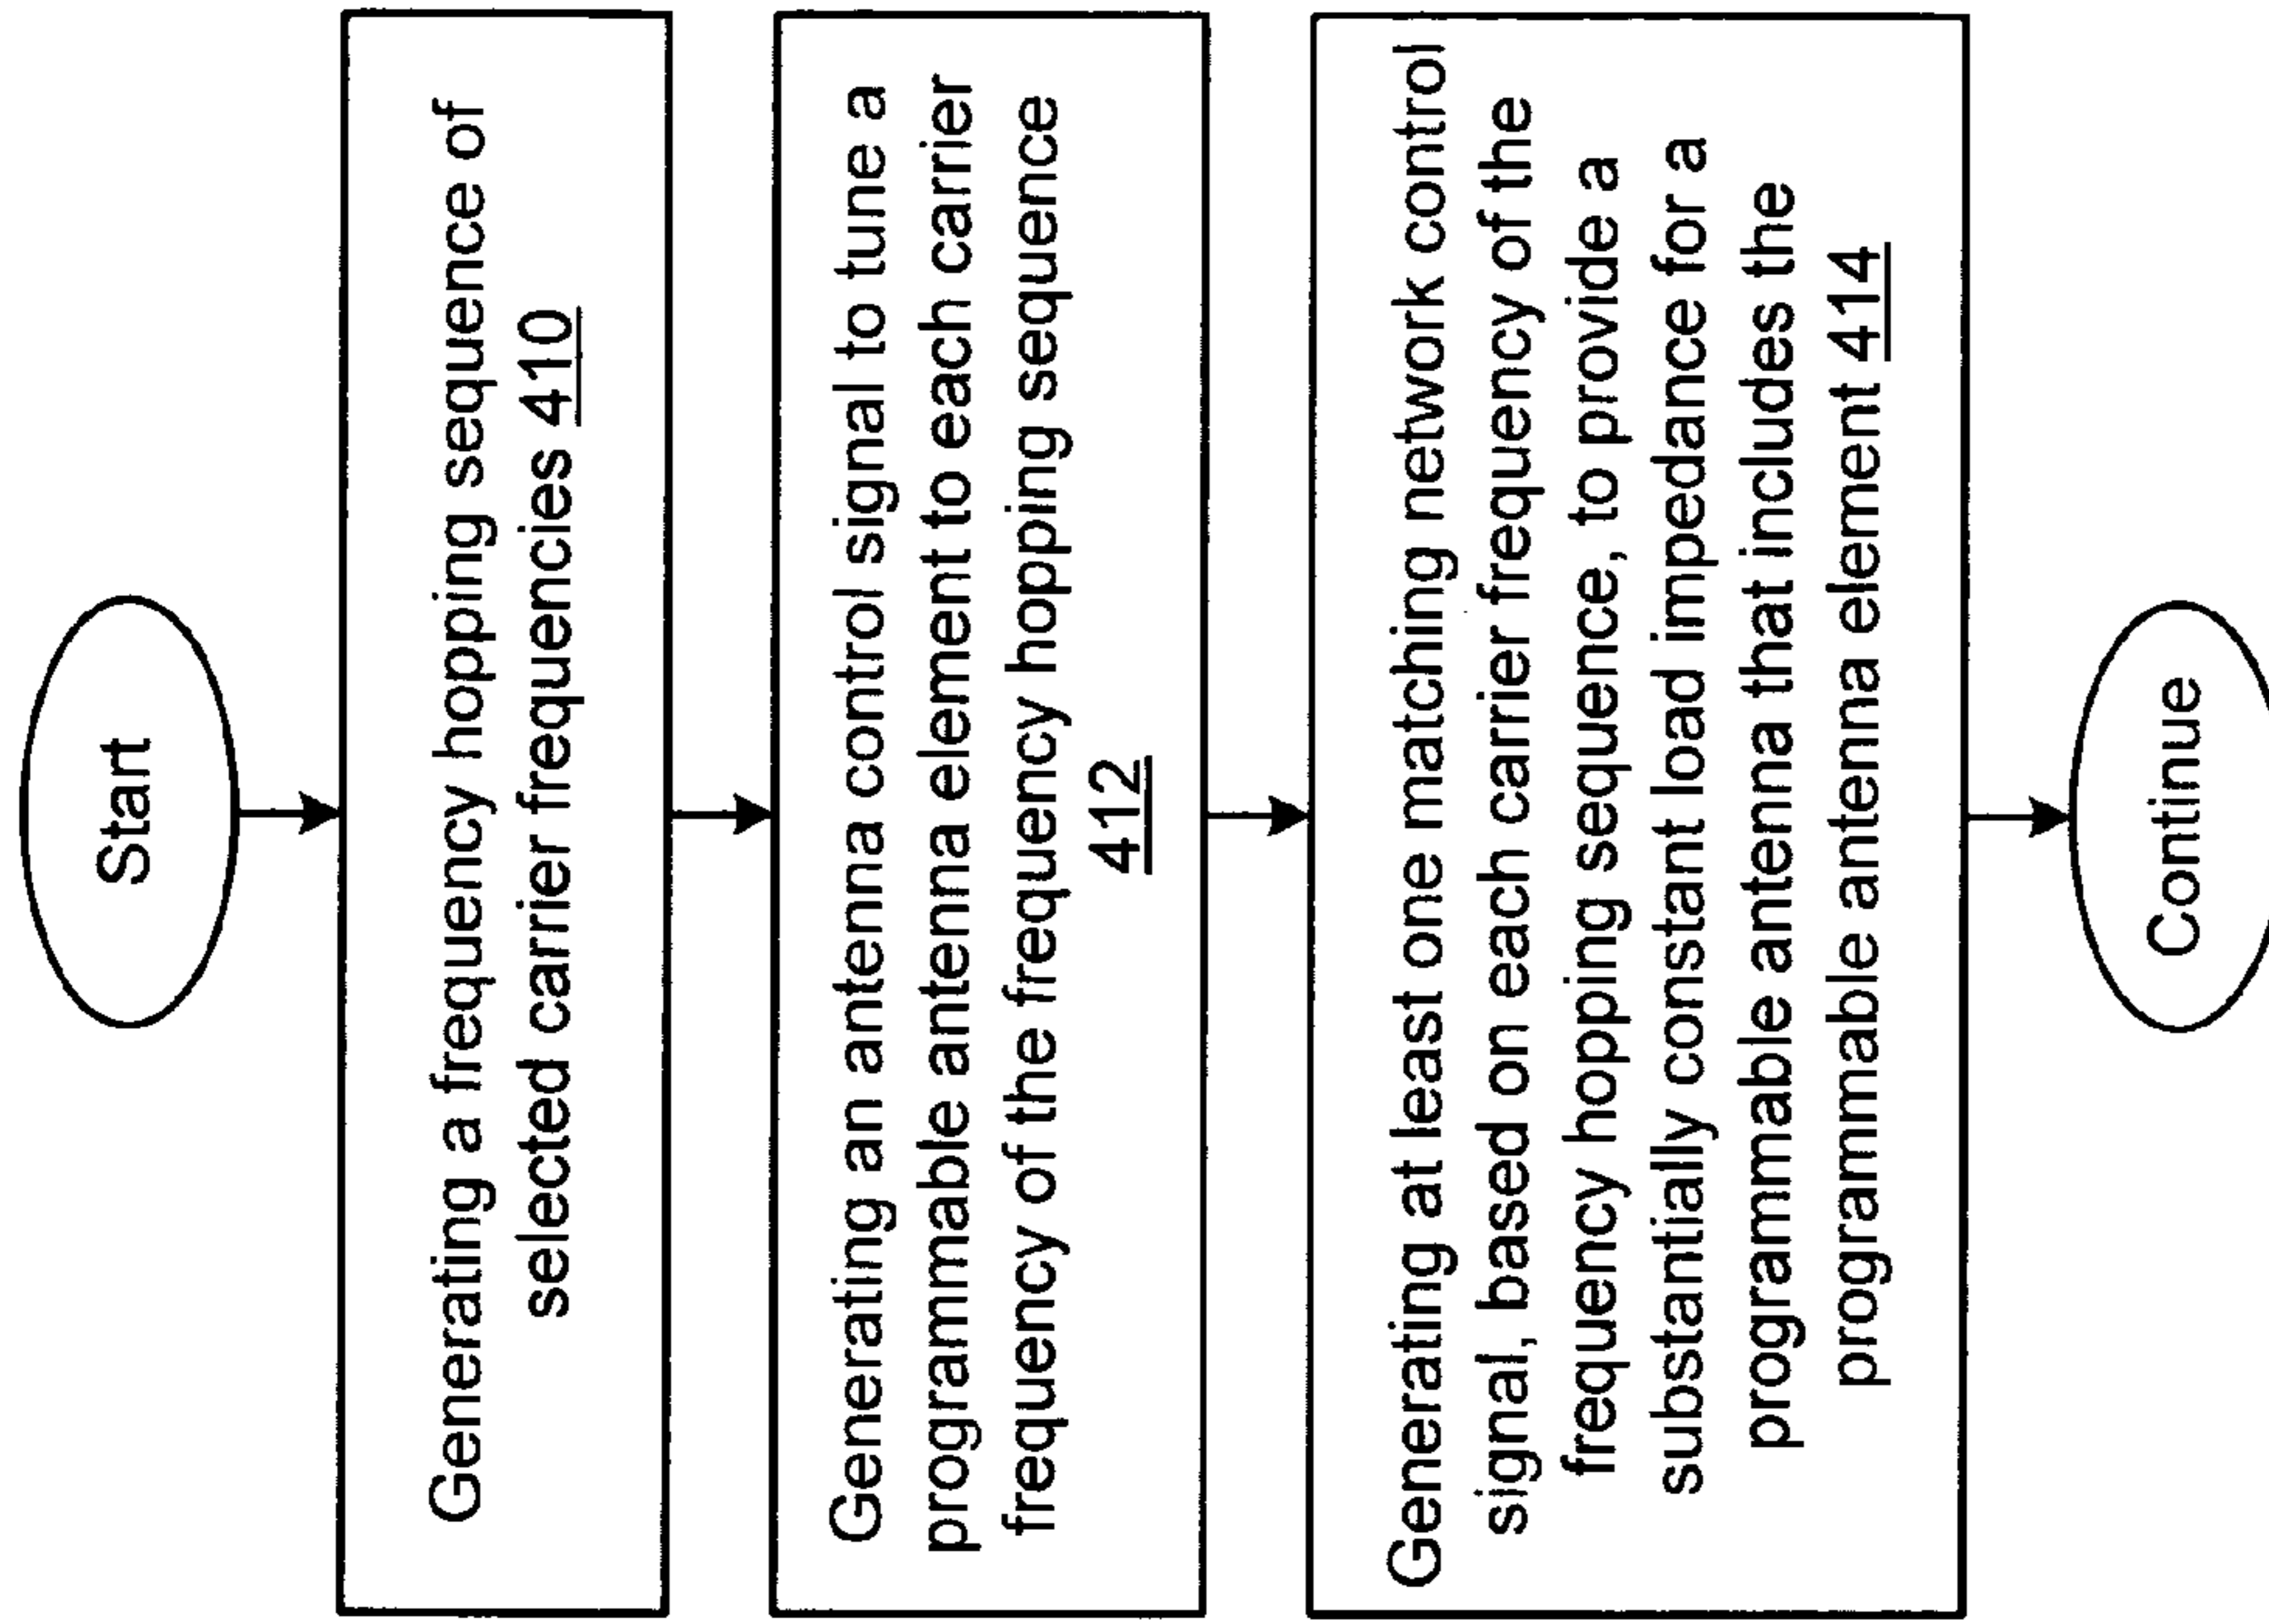 Start
Generating a frequency hopping sequence of
selected carrier frequencies 410
Generating an antenna control signal to tune a
programmable antenna element to each carrier
frequency of the frequency hopping sequence
412
Generating at least one matching network control
signal, based on each carrier frequency of the
frequency hopping sequence, to provide a
substantially constant load impedance for a
programmable antenna that includes the
programmable antenna element 414
Continue